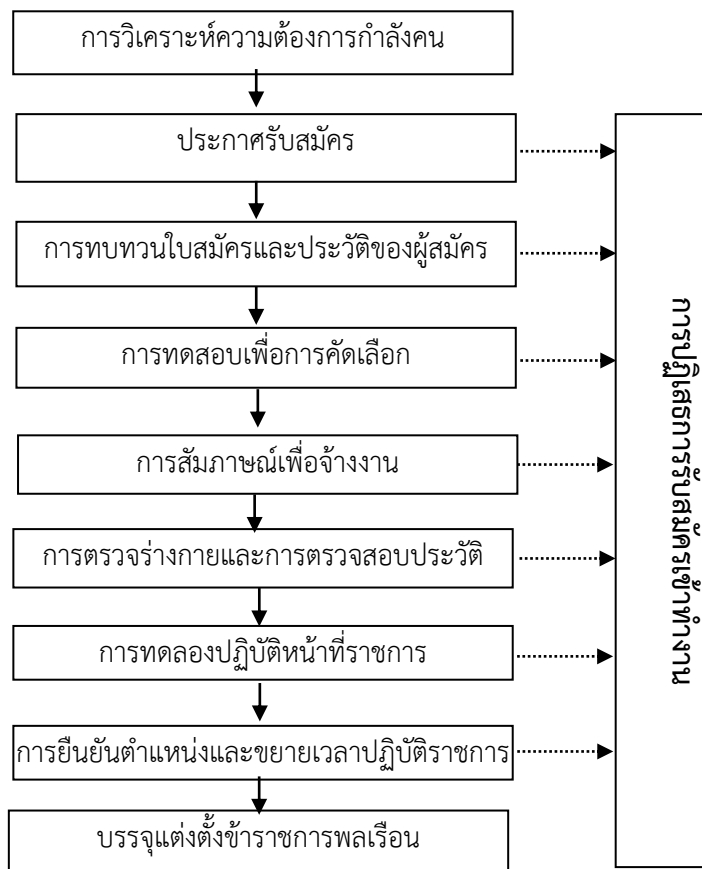 การวิเคราะห์ความต้องการกำลังคน
ประกาศรับสมัคร
การทบทวนใบสมัครและประวัติของผู้สมัคร
การทดสอบเพื่อการคัดเลือก
การสัมภาษณ์เพื่อจ้างงาน
การตรวจร่างกายและการตรวจสอบประวัติ
การทดลองปฏิบัติหน้าที่ราชการ
การยืนยันตำแหน่งและขยายเวลาปฏิบัติราชการ
บรรจุแต่งตั้งข้าราชการพลเรือน
การปฏิเสธการรับสมัครเข้าทำงาน